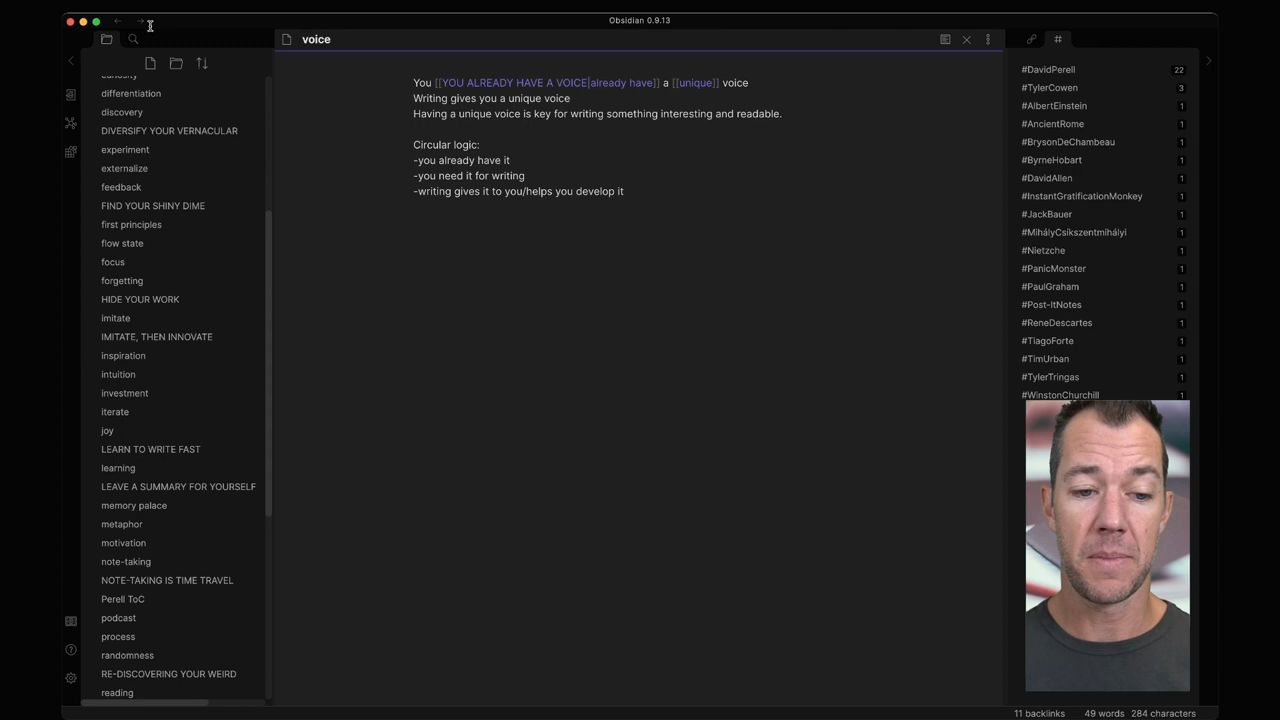 Obsidian 0.9.13
voice
curiosity
differentiation
discovery
DIVERSIFY YOUR VERNACULAR
experiment
externalize
feedback
FIND YOUR SHINY DIME
first principles
flow state
focus
forgetting
HIDE YOUR WORK
imitate
IMITATE, THEN INNOVATE
inspiration
intuition
investment
iterate
joy
LEARN TO WRITE FAST
learning
LEAVE A SUMMARY FOR YOURSELF
memory palace
metaphor
motivation
note-taking
NOTE-TAKING IS TIME TRAVEL
Perell ToC
podcast
process
randomness
RE-DISCOVERING YOUR WEIRD
reading
You [[YOU ALREADY HAVE A VOICE|already have]] a [[unique]] voice
Writing gives you a unique voice
Having a unique voice is key for writing something interesting and readable.
Circular logic:
-you already have it
-you need it for writing
-writing gives it to you/helps you develop it
#DavidPerell 22
#TylerCowen 3
#AlbertEinstein 1
#AncientRome 1
#BrysonDeChambeau 1
#ByrneHobart 1
#DavidAllen 1
#InstantGratificationMonkey 1
#JackBauer 1
#MihályCsíkszentmihályi 1
#Nietzche 1
#PanicMonster 1
#PaulGraham 1
#Post-ItNotes 1
#ReneDescartes 1
#TiagoForte 1
#TimUrban 1
#TylerTringas 1
#WinstonChurchill 1
11 backlinks 49 words 284 characters